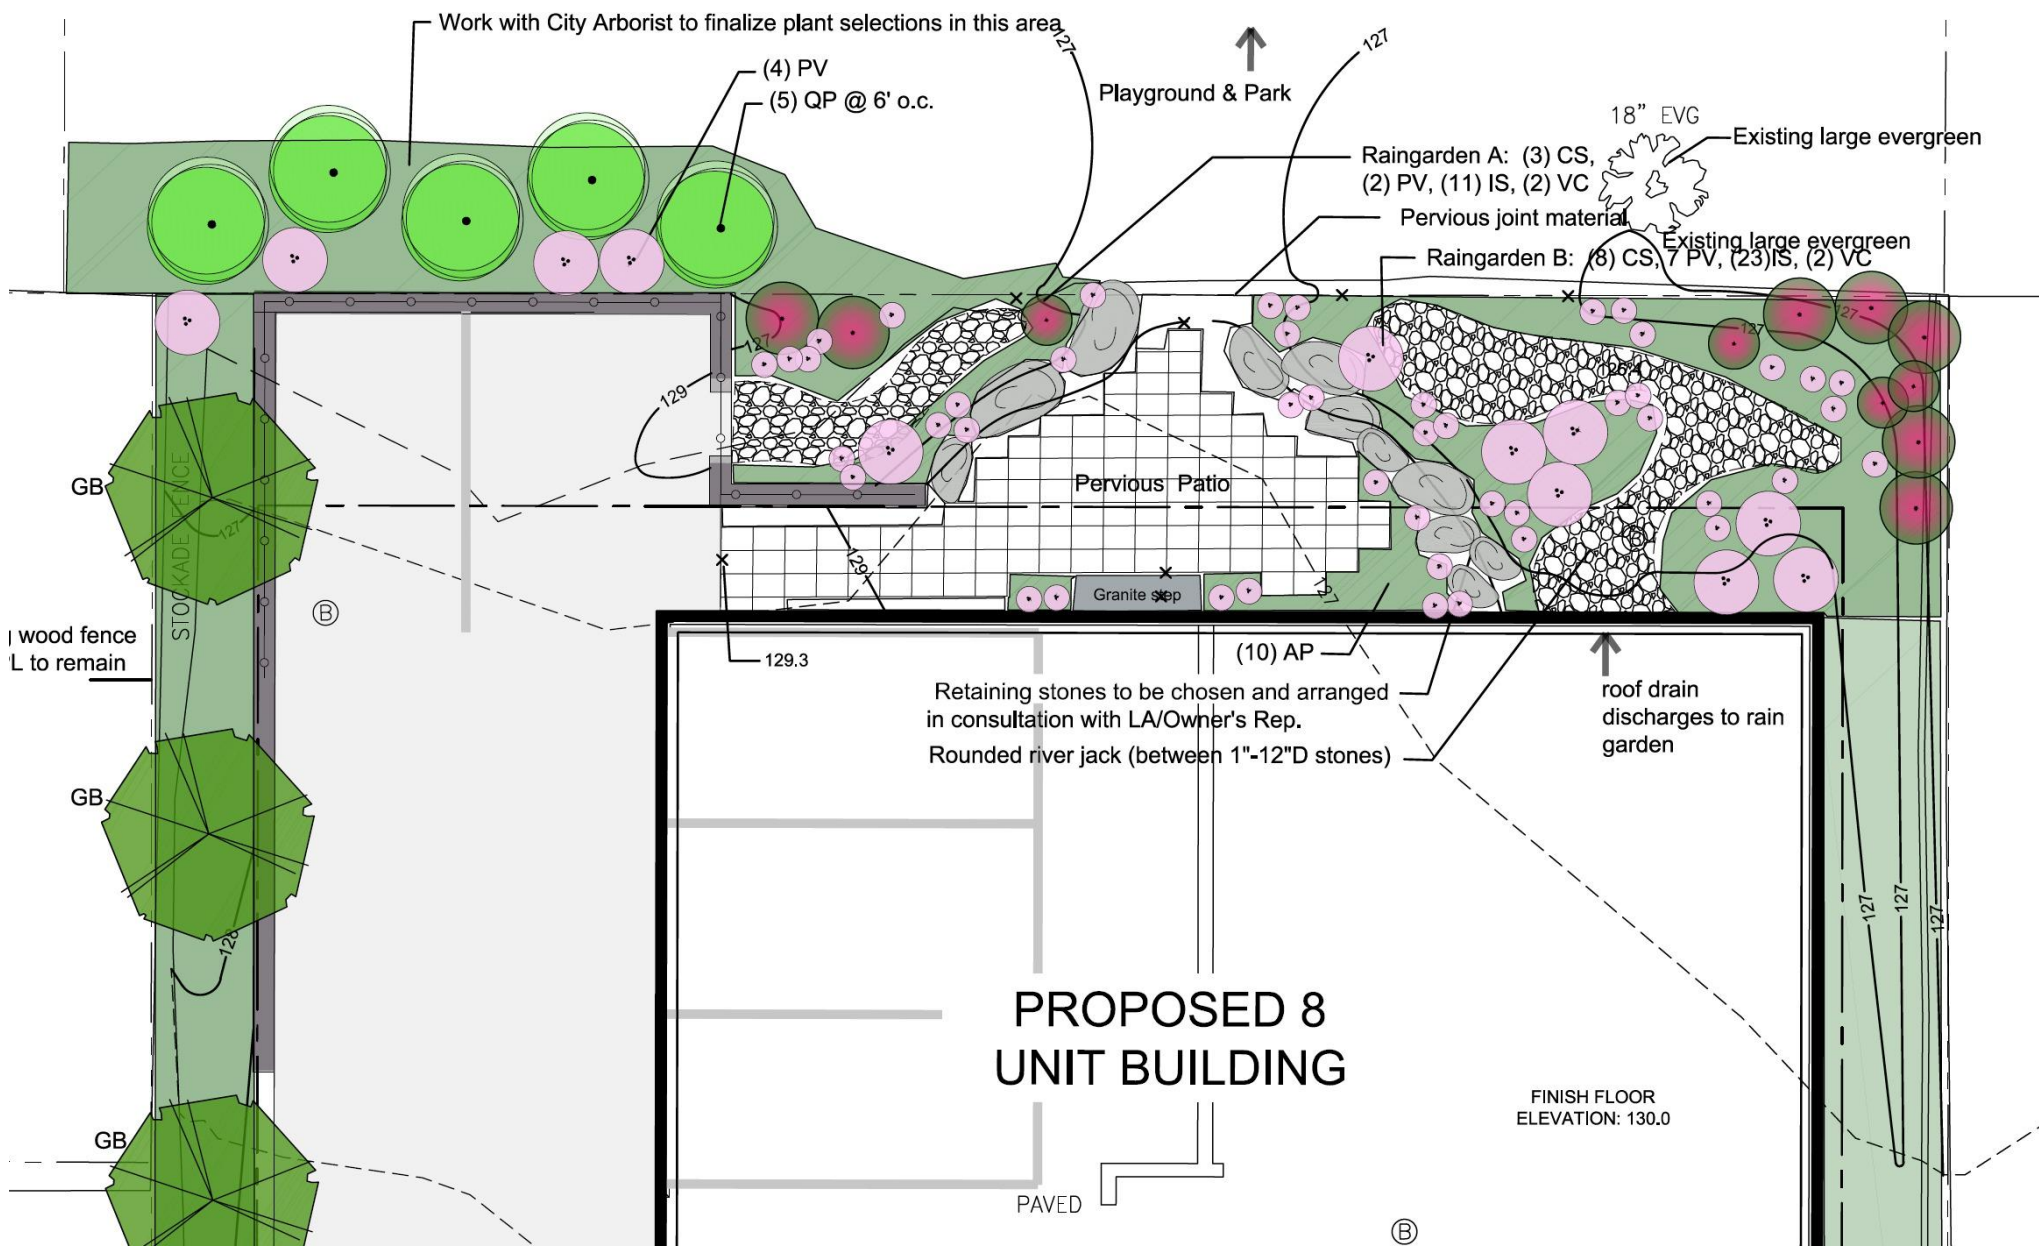 Work with City Arborist to finalize plant selections in this area
(4) PV
(5) QP @ 6' o.c.
127
127
Playground & Park
18" EVG
Existing large evergreen
Raingarden A: (3) CS,
(2) PV, (11) IS, (2) VC
Pervious joint material
Existing large evergreen
Raingarden B: (8) CS, 7 PV, (23)IS, (2) VC
127
127
127
129
GB
STOCKADE FENCE
127
Pervious Patio
129
127
Granite step
B
wood fence
L to remain
129.3
(10) AP
Retaining stones to be chosen and arranged
in consultation with LA/Owner's Rep.
Rounded river jack (between 1"-12"D stones)
roof drain
discharges to rain
garden
GB
128
127
127
127
PROPOSED 8
UNIT BUILDING
FINISH FLOOR
ELEVATION: 130.0
GB
PAVED
B